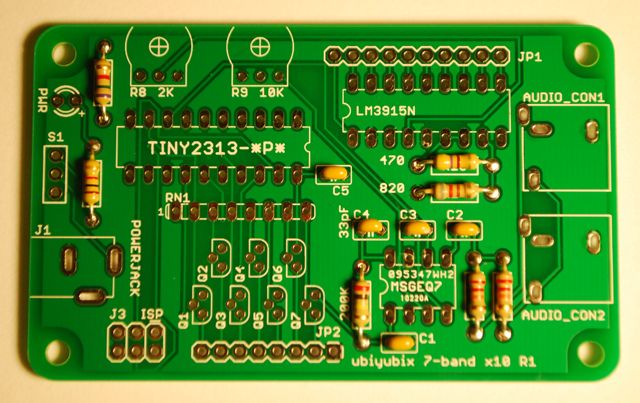 R8 2K
R9 10K
JP1
PWR
+
LM3915N
AUDIO_CON1
S1
TINY2313-*P*
470
820
C5
RN1
1
J1
POWERJACK
33pF
C4
C3
C2
Q2
Q4
Q6
095347WH2
MSGEQ7
10220A
200K
Q1
Q3
Q5
Q7
J3 ISP
JP2
C1
AUDIO_CON2
ubiyubix 7-band x10 R1